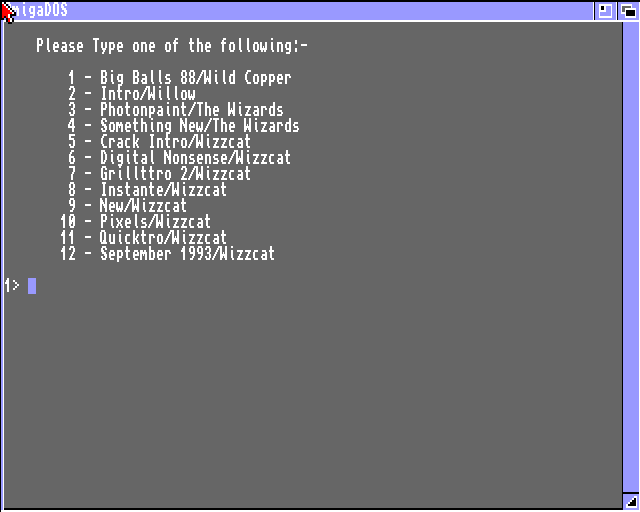 AmigaDOS
Please Type one of the following:-
1 - Big Balls 88/Wild Copper
2 - Intro/Willow
3 - Photonpaint/The Wizards
4 - Something New/The Wizards
5 - Crack Intro/Wizzcat
6 - Digital Nonsense/Wizzcat
7 - Grillttro 2/Wizzcat
8 - Instante/Wizzcat
9 - New/Wizzcat
10 - Pixels/Wizzcat
11 - Quicktro/Wizzcat
12 - September 1993/Wizzcat
1>